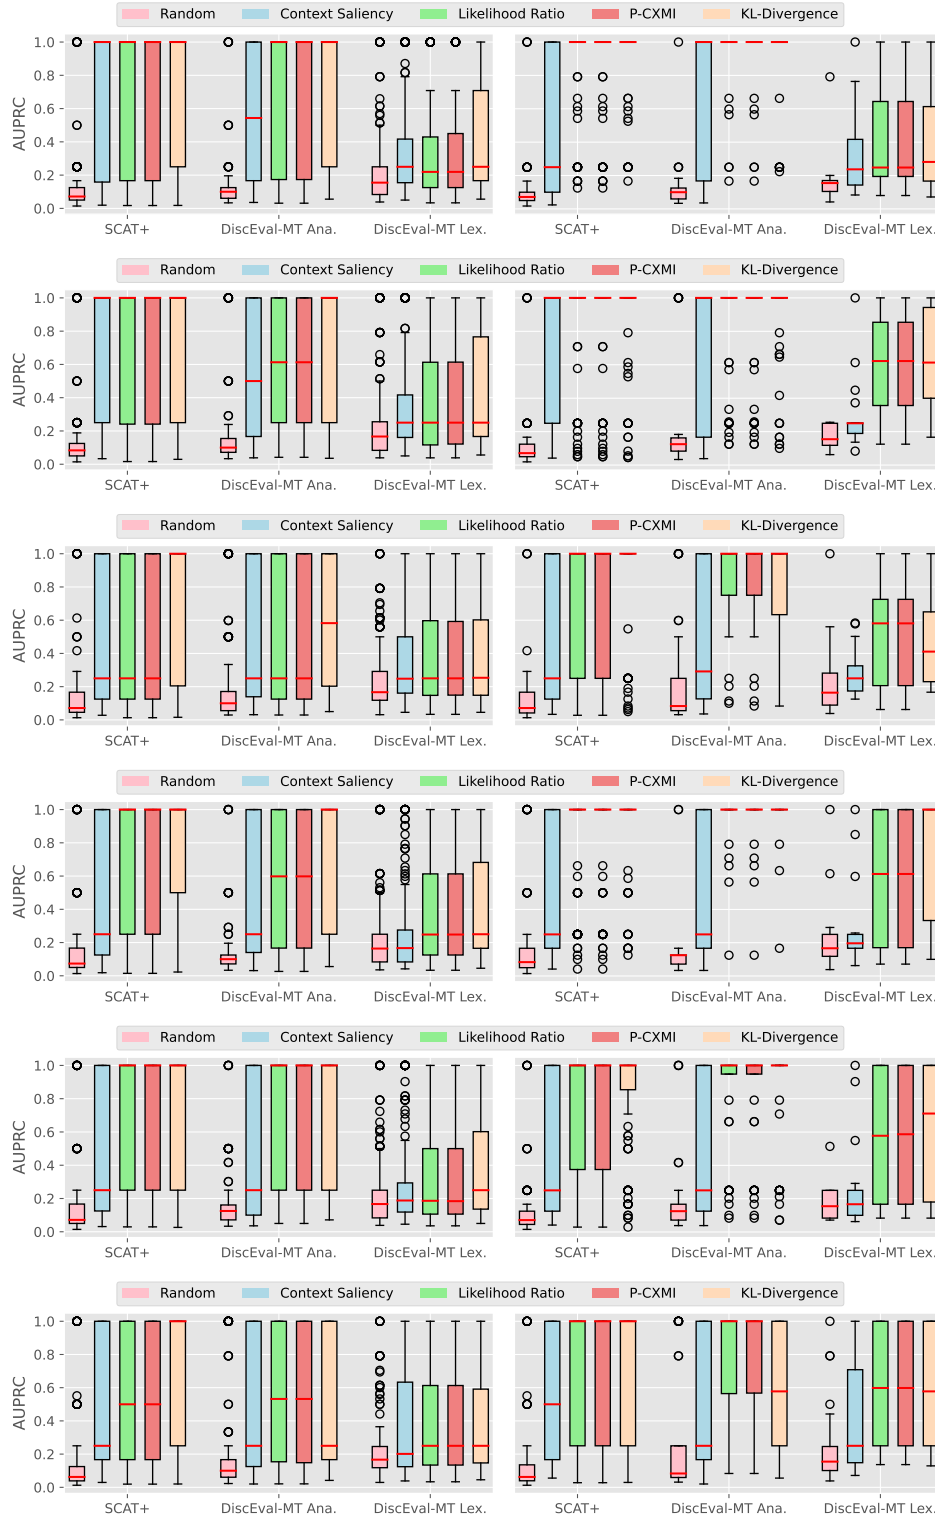 Random Context Saliency Likelihood Ratio P-CXMI KL-Divergence Random Context Saliency Likelihood Ratio P-CXMI KL-Divergence
1.0
0.8
0.6
0.4
0.2
0.0
AUPRC
SCAT+ DiscEval-MT Ana. DiscEval-MT Lex. SCAT+ DiscEval-MT Ana. DiscEval-MT Lex.
Random Context Saliency Likelihood Ratio P-CXMI KL-Divergence
1.0
0.8
0.6
0.4
0.2
0.0
AUPRC
SCAT+ DiscEval-MT Ana. DiscEval-MT Lex. SCAT+ DiscEval-MT Ana. DiscEval-MT Lex.
Random Context Saliency Likelihood Ratio P-CXMI KL-Divergence
1.0
0.8
0.6
0.4
0.2
0.0
AUPRC
SCAT+ DiscEval-MT Ana. DiscEval-MT Lex. SCAT+ DiscEval-MT Ana. DiscEval-MT Lex.
Random Context Saliency Likelihood Ratio P-CXMI KL-Divergence
1.0
0.8
0.6
0.4
0.2
0.0
AUPRC
SCAT+ DiscEval-MT Ana. DiscEval-MT Lex. SCAT+ DiscEval-MT Ana. DiscEval-MT Lex.
Random Context Saliency Likelihood Ratio P-CXMI KL-Divergence
1.0
0.8
0.6
0.4
0.2
0.0
AUPRC
SCAT+ DiscEval-MT Ana. DiscEval-MT Lex. SCAT+ DiscEval-MT Ana. DiscEval-MT Lex.
Random Context Saliency Likelihood Ratio P-CXMI KL-Divergence
1.0
0.8
0.6
0.4
0.2
0.0
AUPRC
SCAT+ DiscEval-MT Ana. DiscEval-MT Lex. SCAT+ DiscEval-MT Ana. DiscEval-MT Lex.